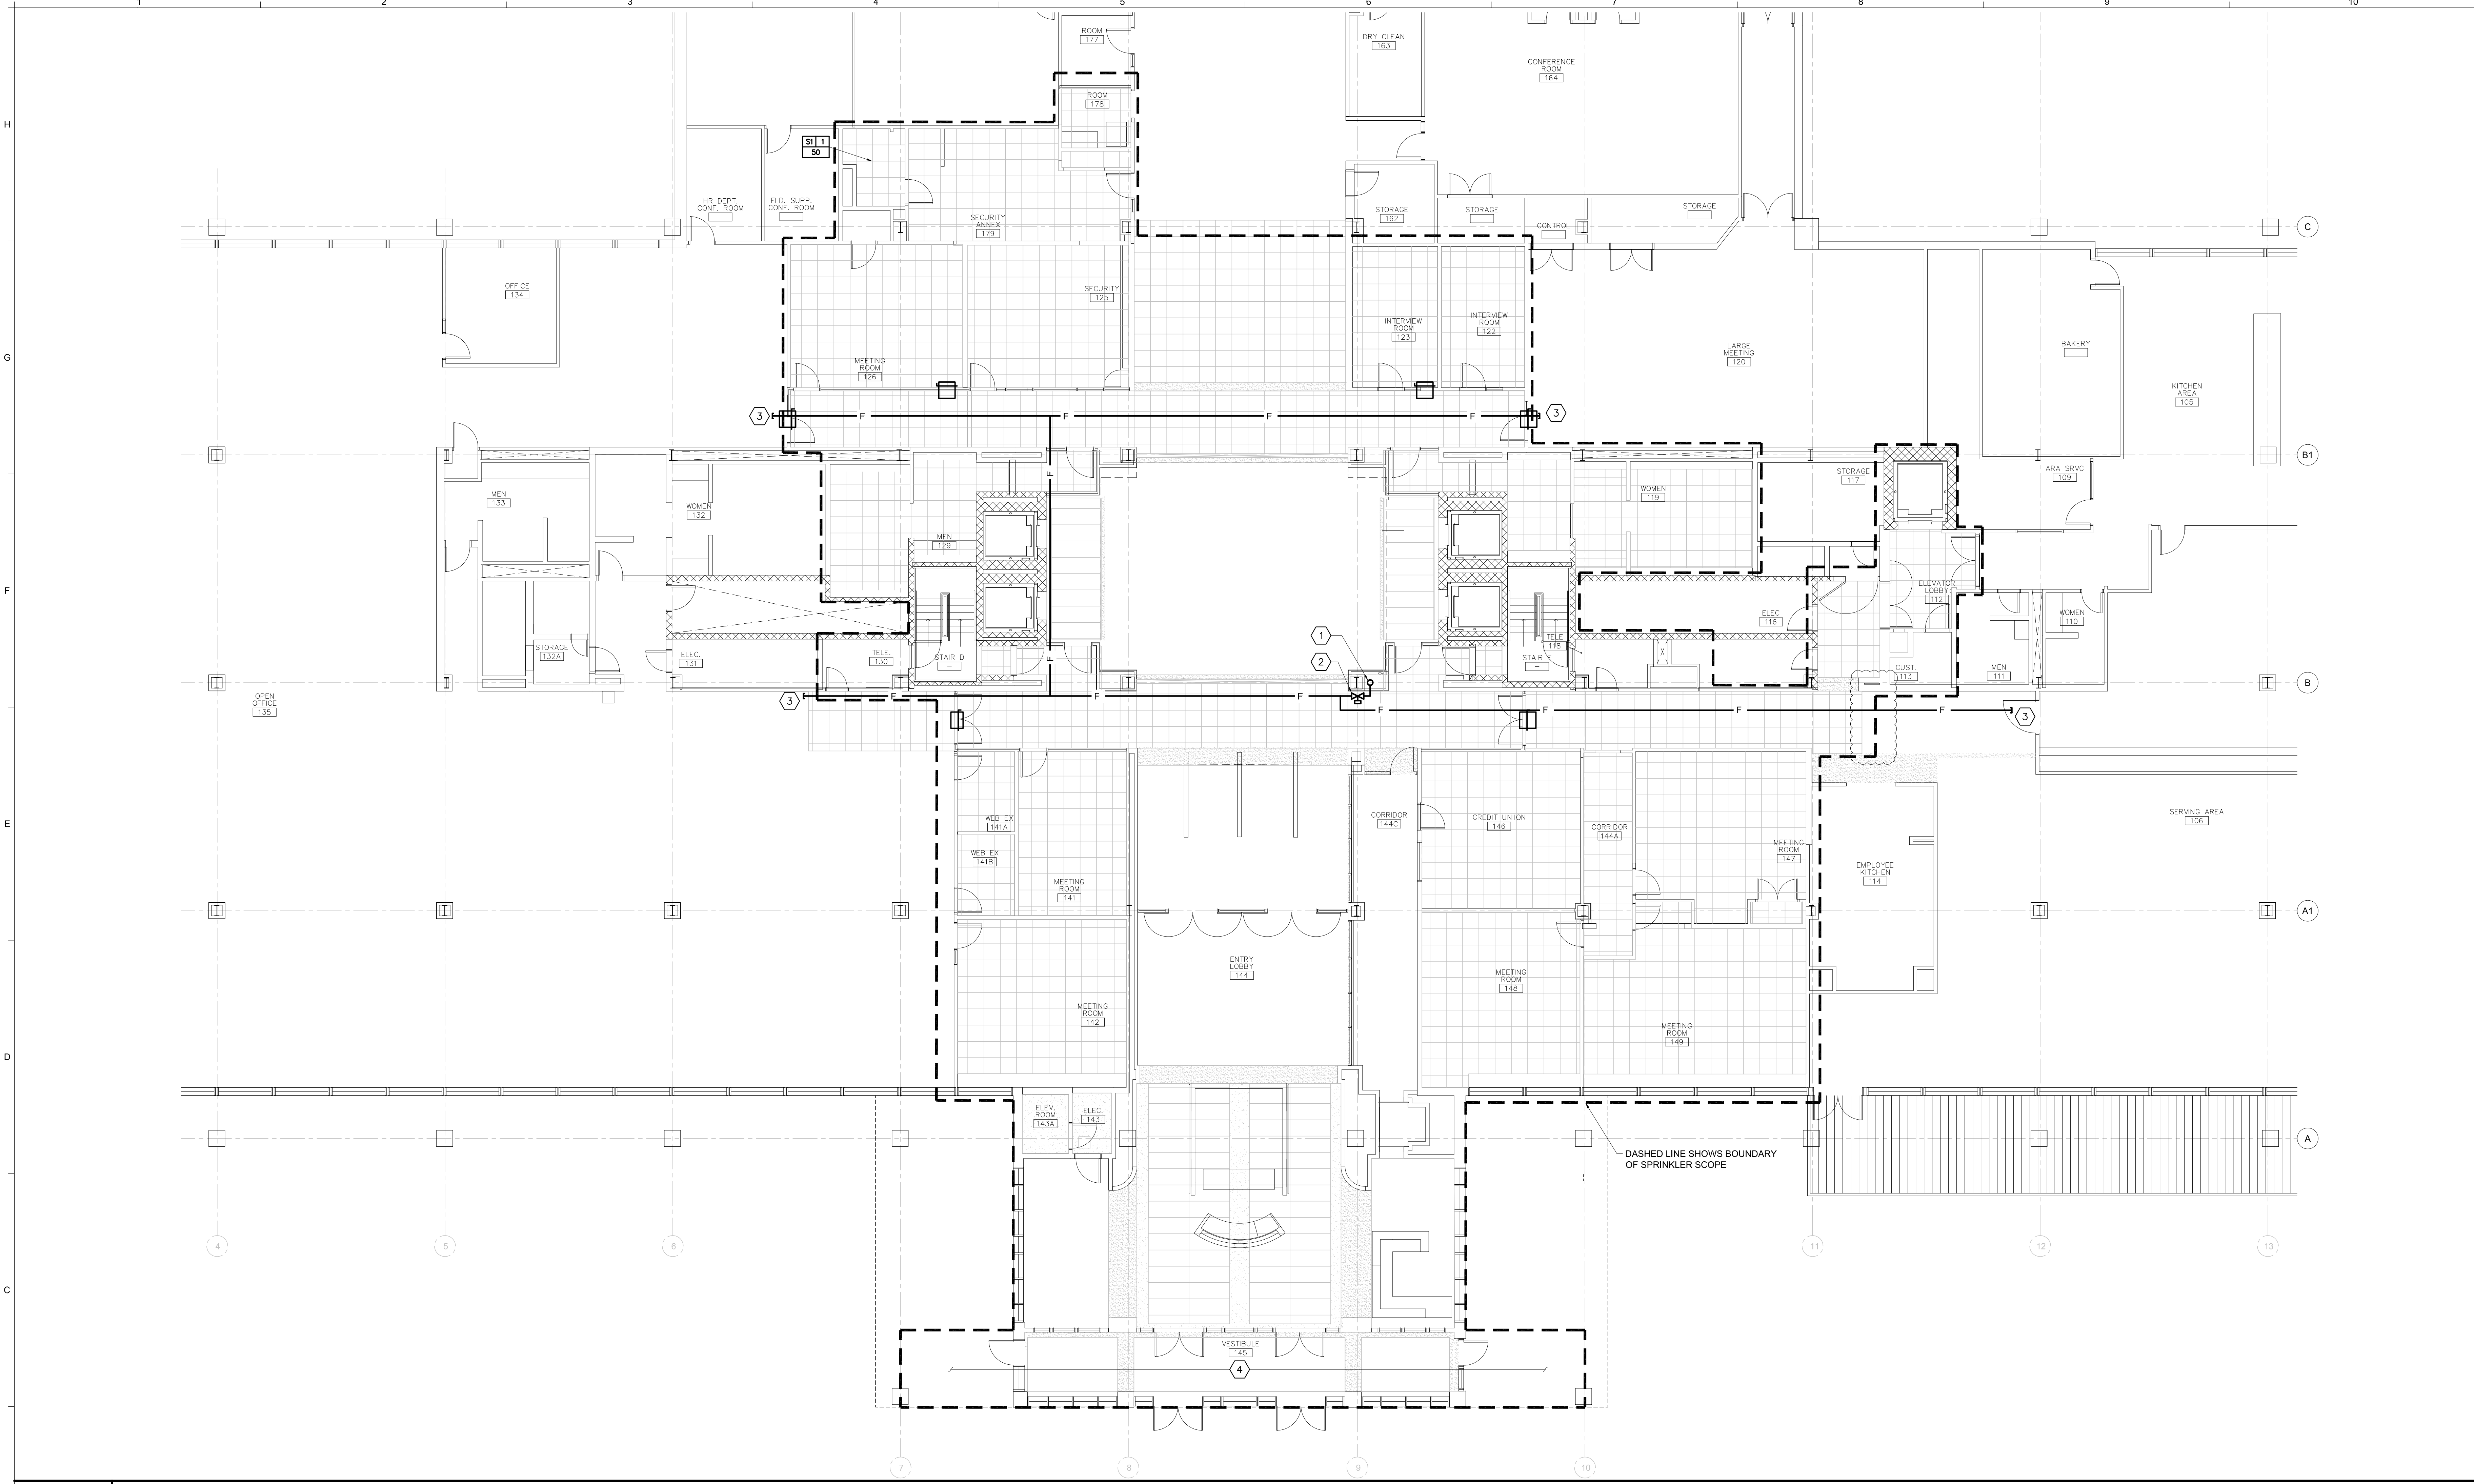 1 2 3 4 5 6 7 8 9 10
ROOM
177
DRY CLEAN
163
CONFERENCE
ROOM
164
ROOM
178
H
S1 1
50
HR DEPT.
CONF. ROOM
FLD. SUPP.
CONF. ROOM
SECURITY
ANNEX
179
STORAGE
162
STORAGE
CONTROL
STORAGE
C
OFFICE
134
SECURITY
125
INTERVIEW
ROOM
123
INTERVIEW
ROOM
122
G
MEETING
ROOM
126
LARGE
MEETING
120
BAKERY
KITCHEN
AREA
105
3 F F F F 3
B1
MEN
133
WOMEN
132
F
WOMEN
119
STORAGE
117
ARA SRVC
109
MEN
129
F
ELEVATOR
LOBBY
112
ELEC
116
WOMEN
110
1
STORAGE
132A
ELEC.
131
TELE.
130
STAIR D
–
F
2
STAIR E
–
TELE
118
CUST.
113
MEN
111
B
OPEN
OFFICE
135
3 F F F
F F F F 3
E
WEB EX
141A
WEB EX
141B
MEETING
ROOM
141
CORRIDOR
144C
CREDIT UNIION
146
CORRIDOR
144A
MEETING
ROOM
147
EMPLOYEE
KITCHEN
114
SERVING AREA
106
A1
ENTRY
LOBBY
144
MEETING
ROOM
148
MEETING
ROOM
142
MEETING
ROOM
149
D
ELEV.
ROOM
143A
ELEC.
143
A
DASHED LINE SHOWS BOUNDARY
OF SPRINKLER SCOPE
4 5 6 11 12 13
C
VESTIBULE
145
4
7 8 9 10